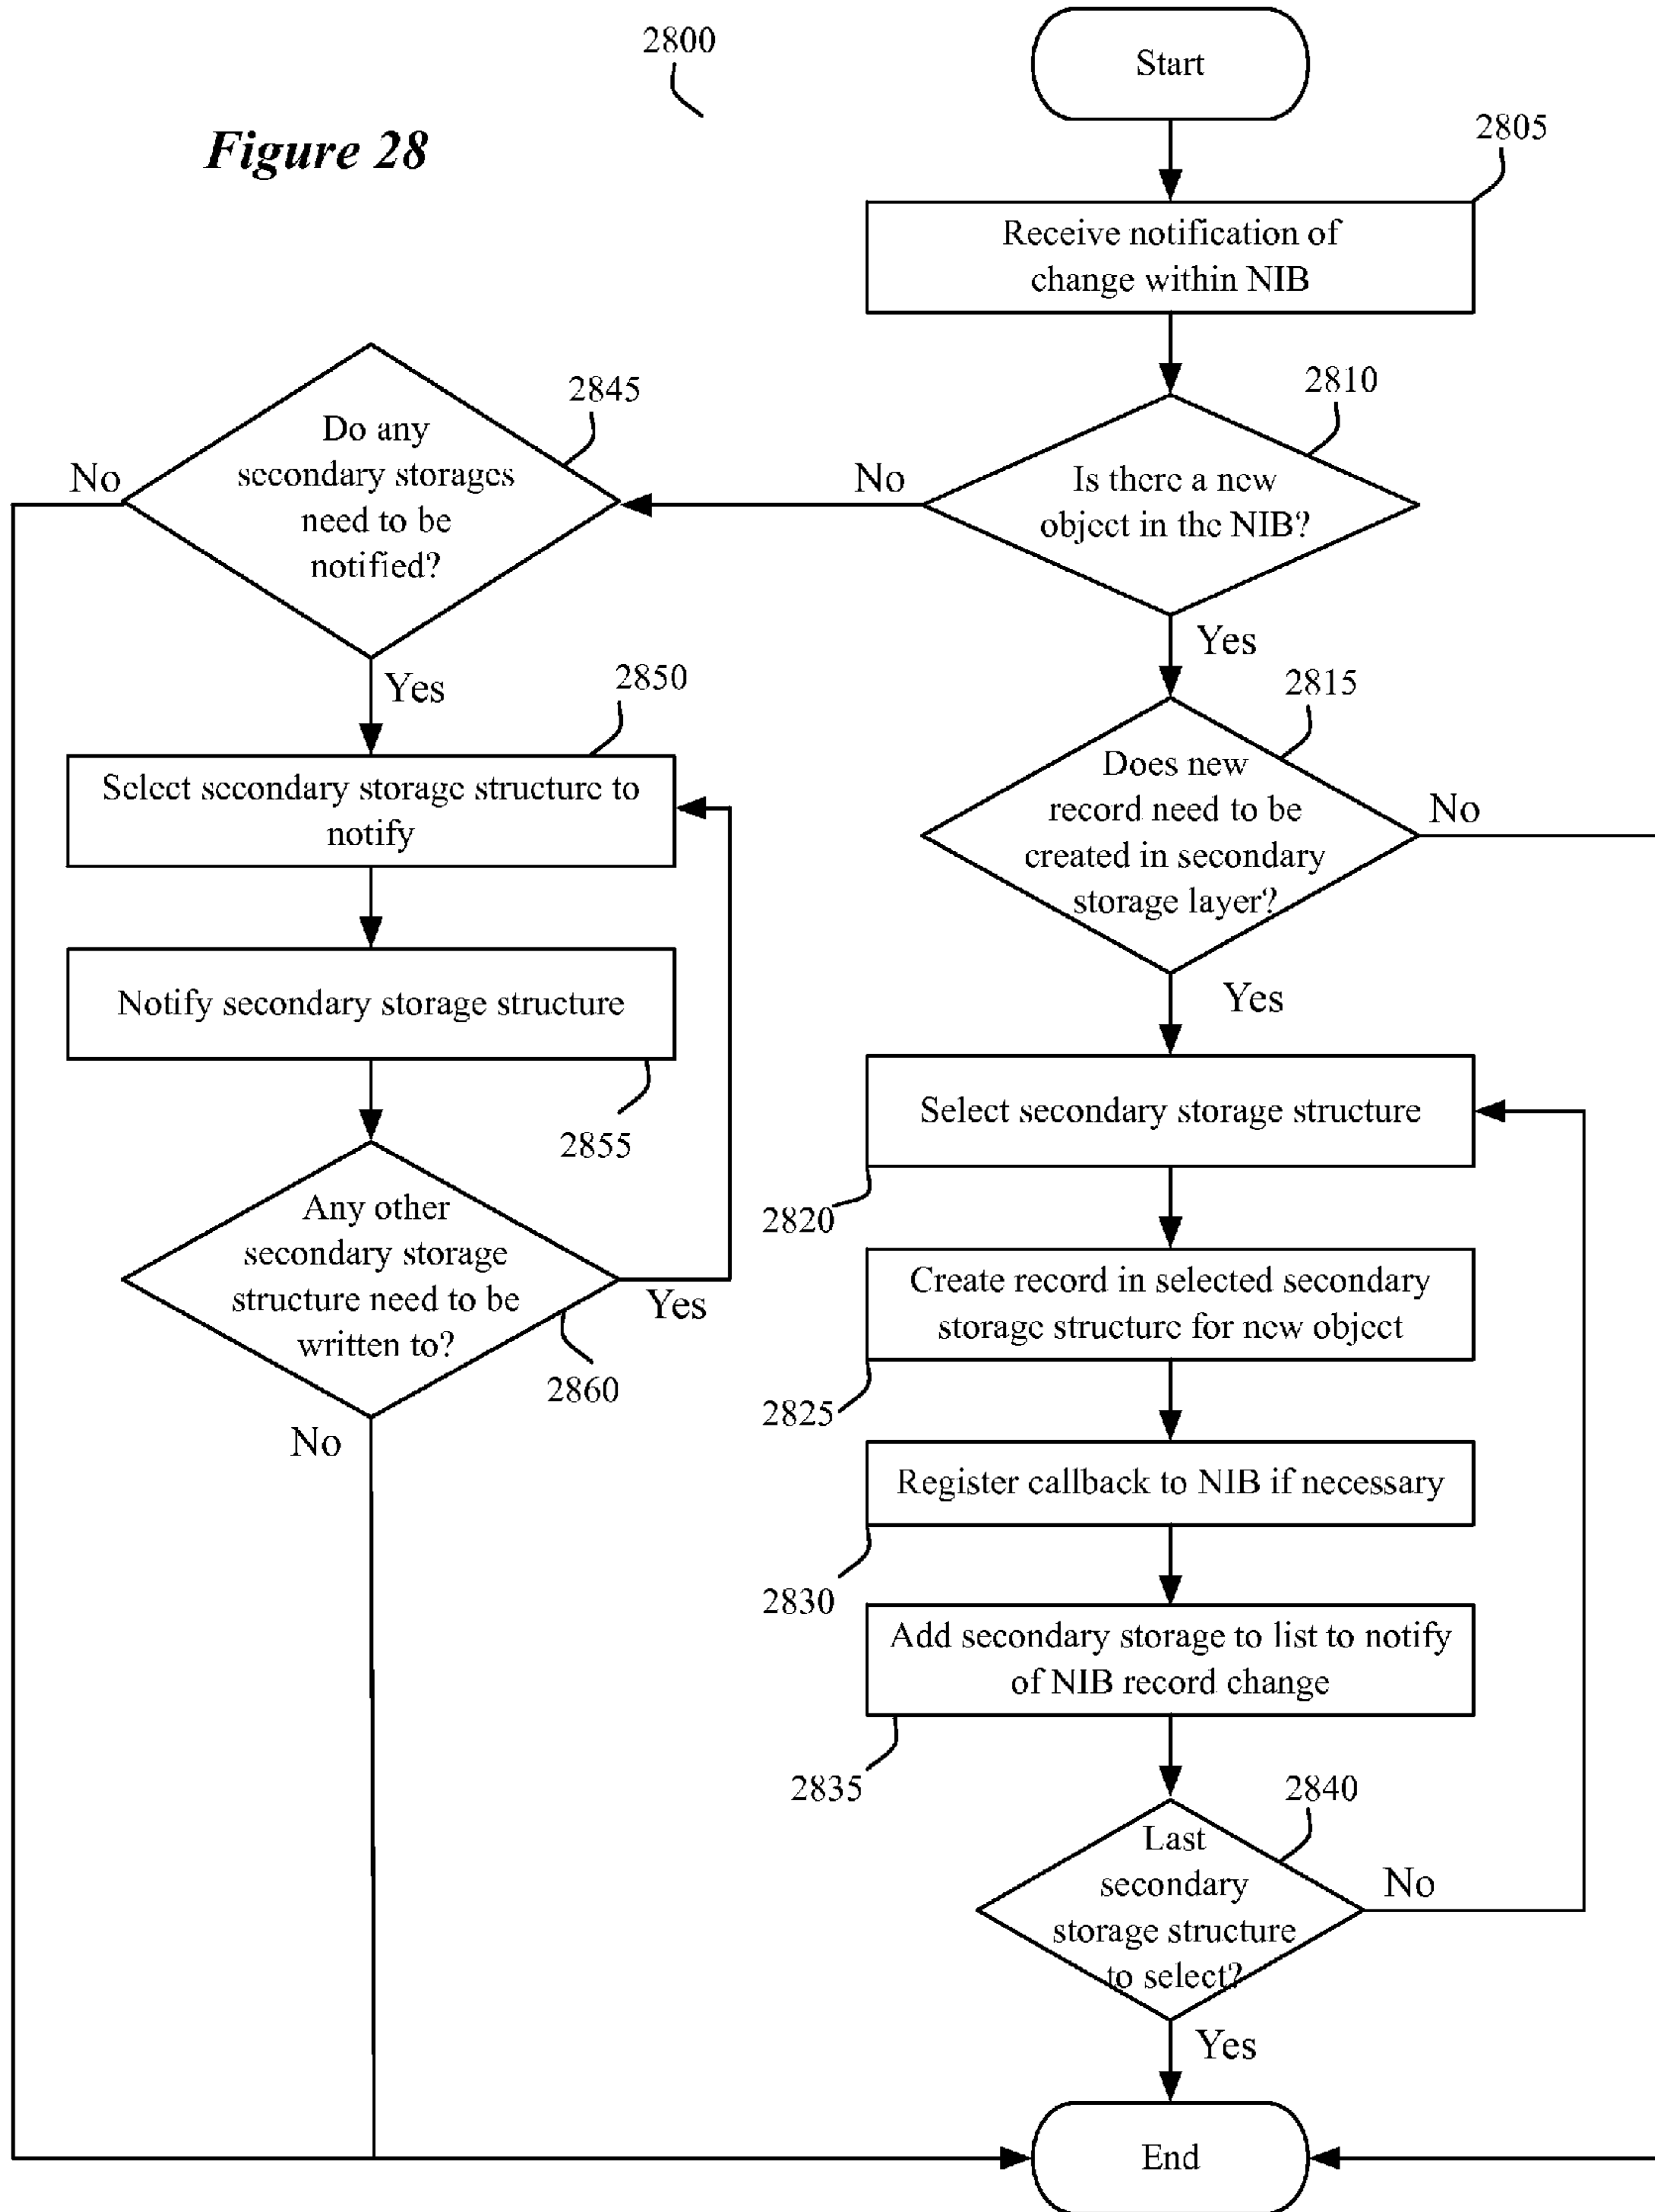 2800
Figure 28
Start
2805
Receive notification of
change within NIB
2810
Is there a new
object in the NIB?
No
Yes
2845
Do any
secondary storages
need to be
notified?
No
Yes
2850
Select secondary storage structure to
notify
Notify secondary storage structure
2855
Any other
secondary storage
structure need to be
written to?
Yes
2860
No
2815
Does new
record need to be
created in secondary
storage layer?
No
Yes
Select secondary storage structure
2820
Create record in selected secondary
storage structure for new object
2825
Register callback to NIB if necessary
2830
Add secondary storage to list to notify
of NIB record change
2835
2840
Last
secondary
storage structure
to select?
No
Yes
End